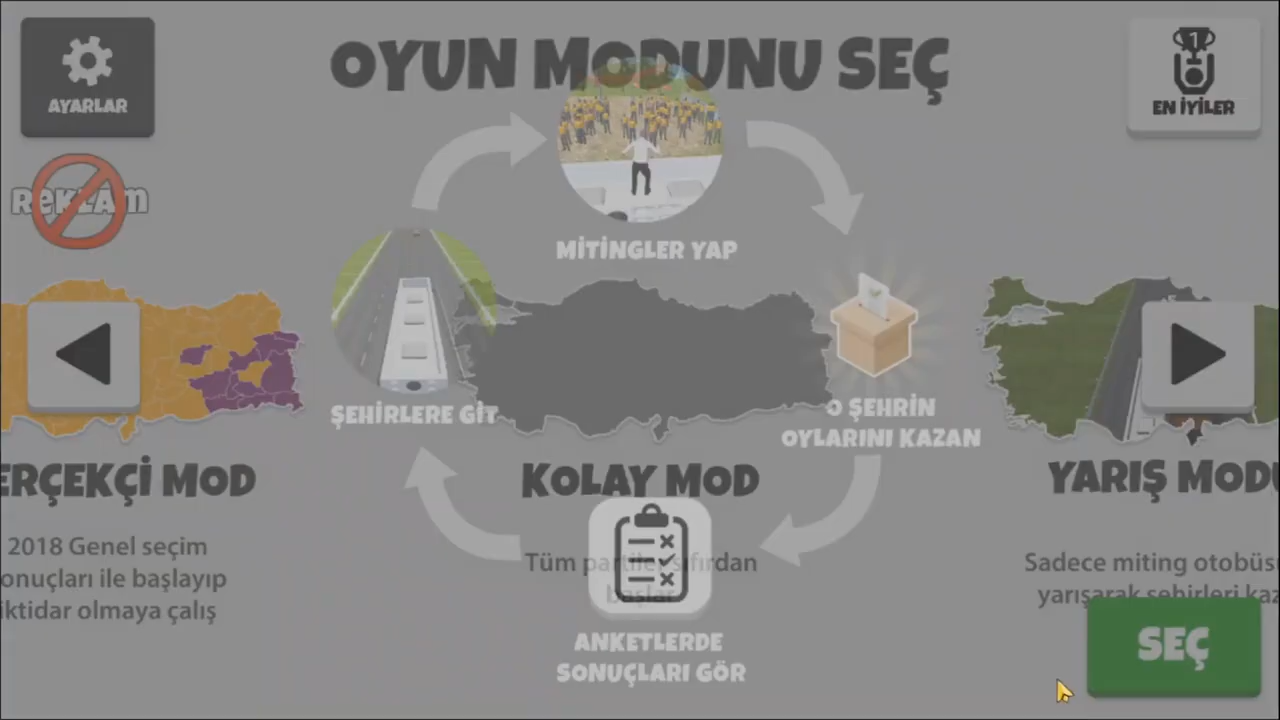 AYARLAR
OYUN MODUNU SEÇ
1
EN İYİLER
REKLAM
MİTİNGLER YAP
ŞEHİRLERE GİT
O ŞEHRİN
OYLARINI KAZAN
ERÇEKÇİ MOD
KOLAY MOD
YARIŞ MODU
2018 Genel seçim
onuçları ile başlayıp
iktidar olmaya çalış
Tüm partiler sıfırdan
başlar
Sadece miting otobüs
yarışarak şehirleri kaz
SEÇ
ANKETLERDE
SONUÇLARI GÖR